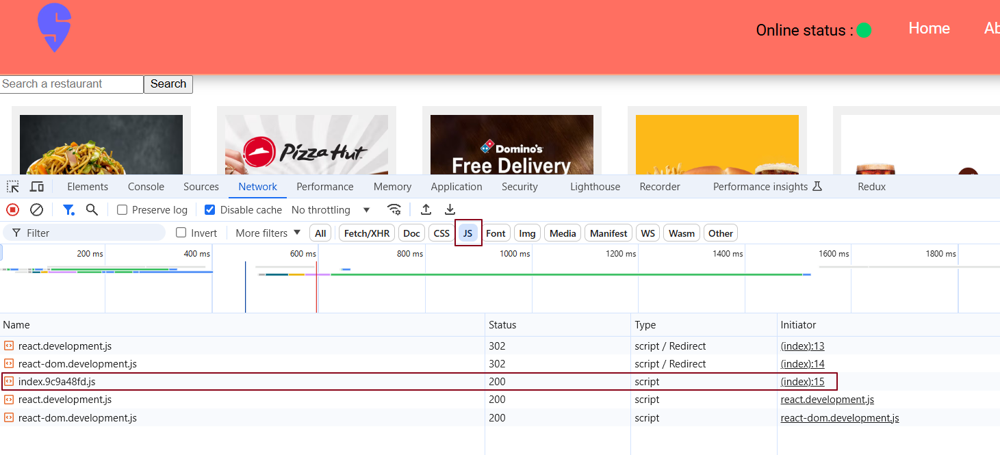 Online status : Home Ab
Search a restaurant Search
Pizza Hut Domino's
Free Delivery
Elements Console Sources Network Performance Memory Application Security Lighthouse Recorder Performance insights Redux
Preserve log Disable cache No throttling
Filter Invert More filters All Fetch/XHR Doc CSS JS Font Img Media Manifest WS Wasm Other
200 ms 400 ms 600 ms 800 ms 1000 ms 1200 ms 1400 ms 1600 ms 1800 ms
Name Status Type Initiator
react.development.js 302 script / Redirect (index):13
react-dom.development.js 302 script / Redirect (index):14
index.9c9a48fd.js 200 script (index):15
react.development.js 200 script react.development.js
react-dom.development.js 200 script react-dom.development.js